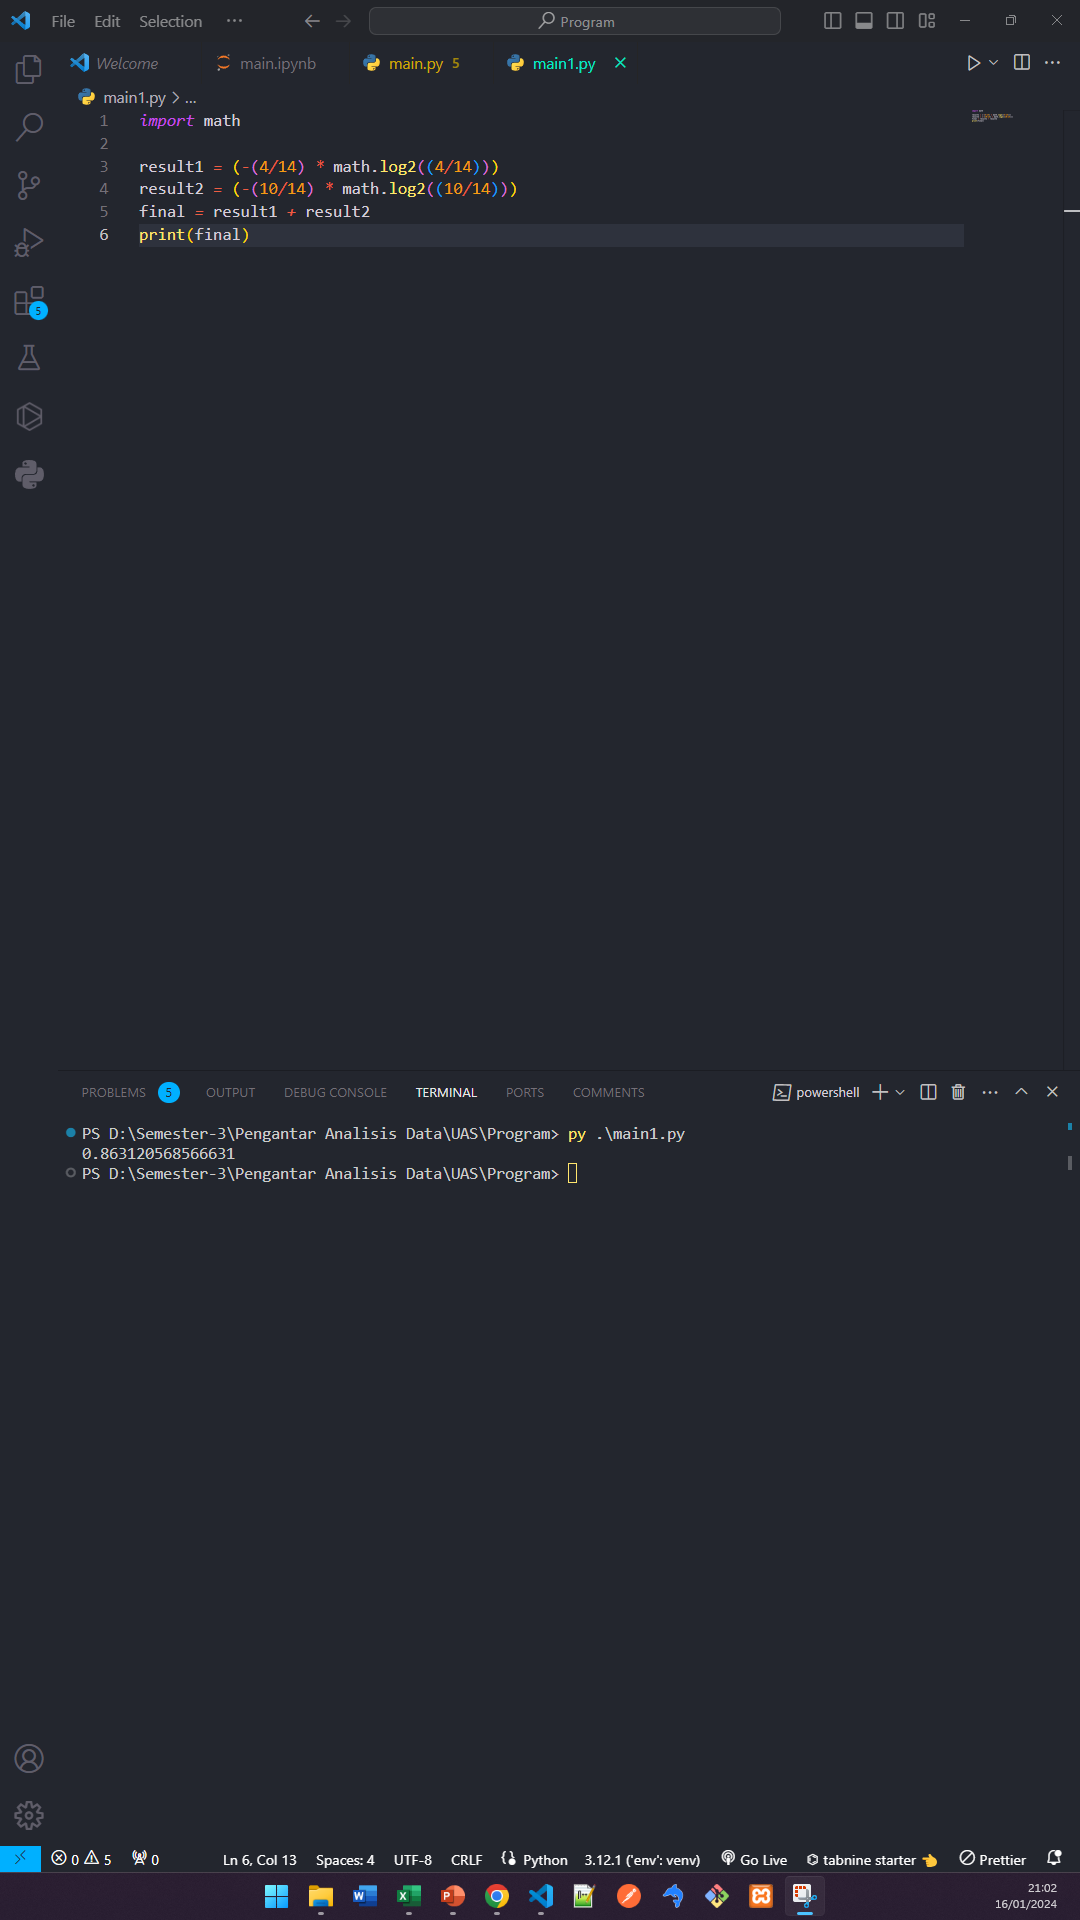 File Edit Selection ··· Program
Welcome main.ipynb main.py 5 main1.py
main1.py > ...
1 import math
2
3 result1 = (-(4/14) * math.log2((4/14)))
4 result2 = (-(10/14) * math.log2((10/14)))
5 final = result1 + result2
6 print(final)
5
PROBLEMS 5 OUTPUT DEBUG CONSOLE TERMINAL PORTS COMMENTS powershell
PS D:\Semester-3\Pengantar Analisis Data\UAS\Program> py .\main1.py
0.863120568566631
PS D:\Semester-3\Pengantar Analisis Data\UAS\Program>
0 5 0 Ln 6, Col 13 Spaces: 4 UTF-8 CRLF Python 3.12.1 ('env': venv) Go Live tabnine starter Prettier
21:02
16/01/2024